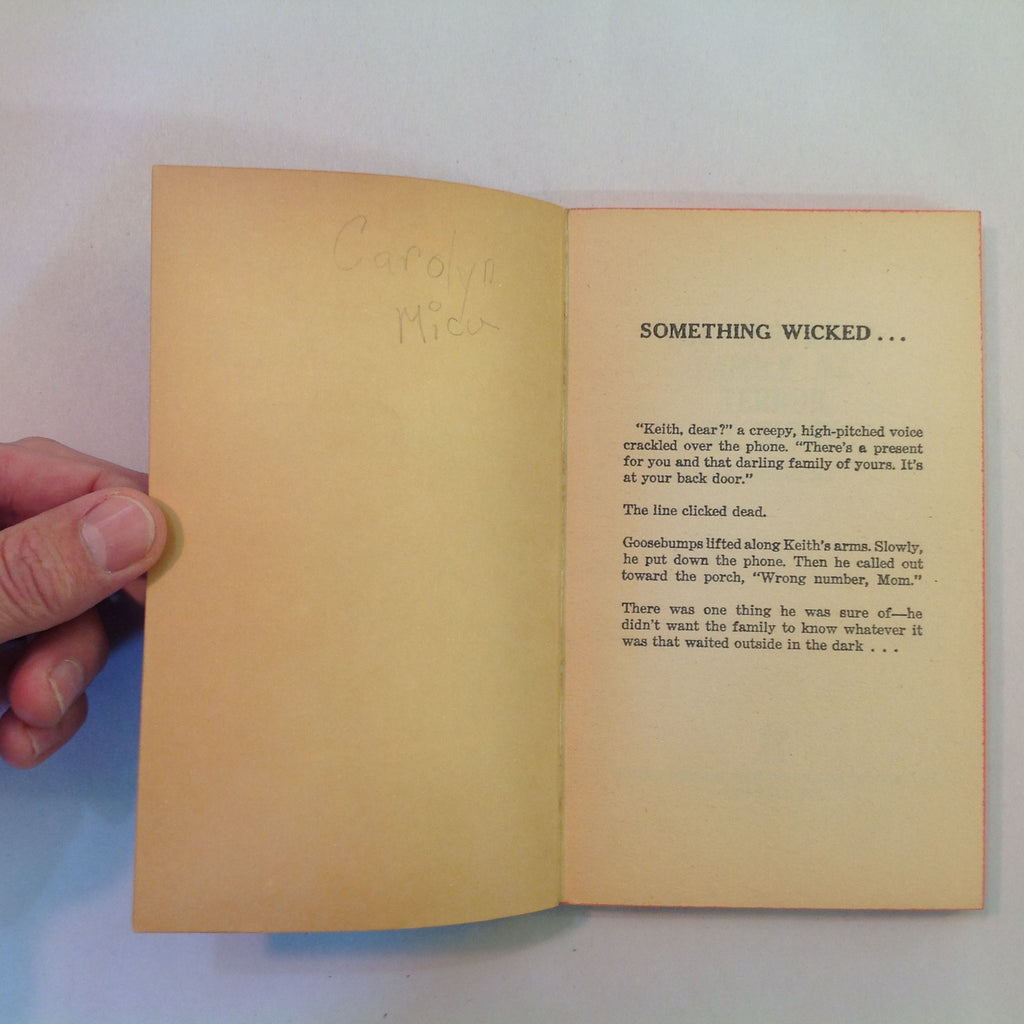 Carolyn
SOMETHING WICKED . . .
"Keith, dear?" a creepy, high-pitched voice
crackled over the phone. "There's a present
for you and that darling family of yours. It's
at your back door."
The line clicked dead.
Goosebumps lifted along Keith's arms. Slowly,
he put down the phone. Then he called out
toward the porch, "Wrong number, Mom."
There was one thing he was sure of—he
didn't want the family to know whatever it
was that waited outside in the dark . . .